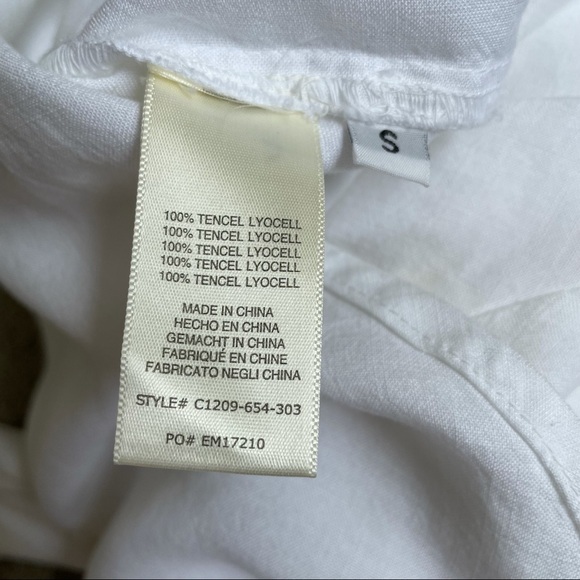 S
100% TENCEL LYOCELL
100% TENCEL LYOCELL
100% TENCEL LYOCELL
100% TENCEL LYOCELL
100% TENCEL LYOCELL
MADE IN CHINA
HECHO EN CHINA
GEMACHT IN CHINA
FABRIQUÉ EN CHINE
FABRICATO NEGLI CHINA
STYLE# C1209-654-303
PO# EM17210